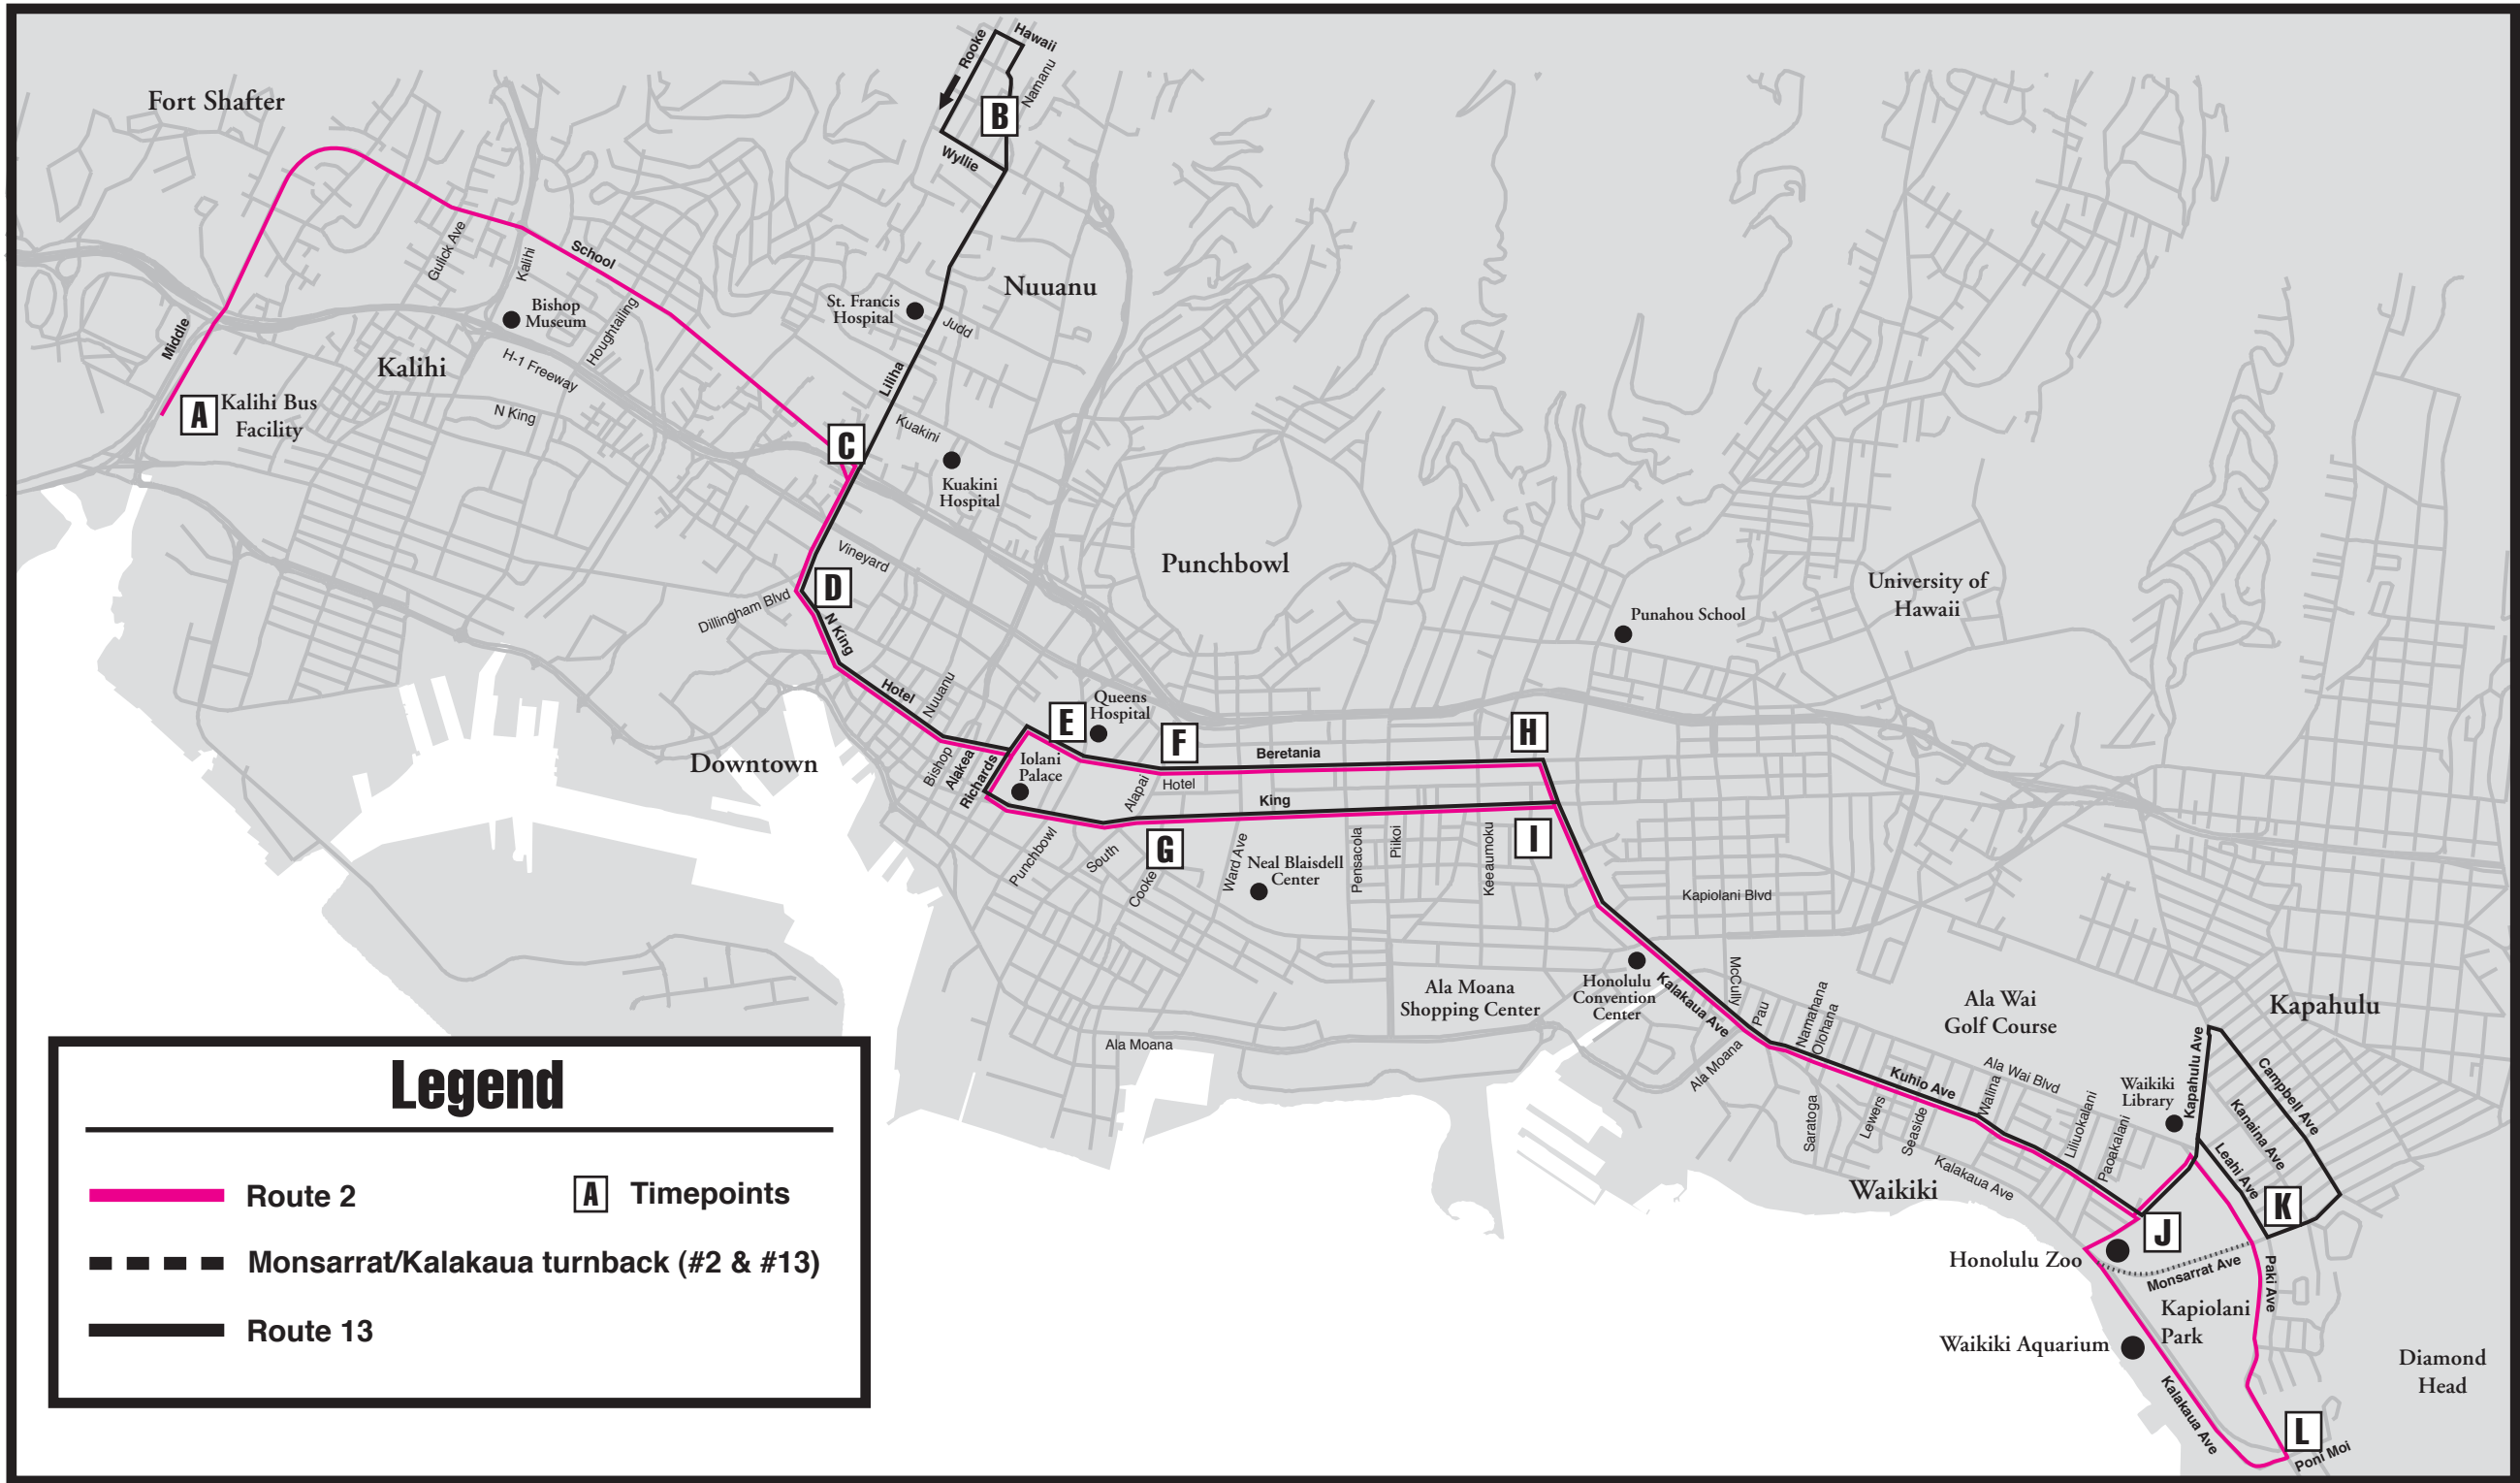 Hawaii
Rooke
Namanu
B
Wyllie
Fort Shafter
Gulick Ave
Kalihi
School
Bishop
Museum
Houghtailing
St. Francis
Hospital
Judd
Nuuanu
Middle
Kalihi
H-1 Freeway
Liliha
A
Kalihi Bus
Facility
N King
C
Kuakini
Kuakini
Hospital
Vineyard
D
Dillingham Blvd
N King
Punchbowl
University of
Hawaii
Punahou School
Hotel
Nuuanu
E
Queens
Hospital
F
H
Downtown
Bishop
Alakea
Richards
Iolani
Palace
Beretania
Alapai
Hotel
King
I
G
Punchbowl
South
Cooke
Ward Ave
Neal Blaisdell
Center
Pensacola
Piikoi
Keeaumoku
Kapiolani Blvd
Ala Moana
Shopping Center
Honolulu
Convention
Center
Kalakaua Ave
McCully
Pau
Namahana
Olohana
Ala Wai
Golf Course
Kapahulu
Ala Moana
Ala Moana
Saratoga
Kuhio Ave
Lewers
Seaside
Walina
Ala Wai Blvd
Liliuokalani
Paoakalani
Waikiki
Library
Kapahulu Ave
Campbell Ave
Kanaina Ave
Leahi Ave
K
Kalakaua Ave
Waikiki
J
Honolulu Zoo
Monsarrat Ave
Paki Ave
Kapiolani
Park
Waikiki Aquarium
Diamond
Head
Kalakaua Ave
L
Poni Moi
Legend
Route 2
A Timepoints
Monsarrat/Kalakaua turnback (#2 & #13)
Route 13